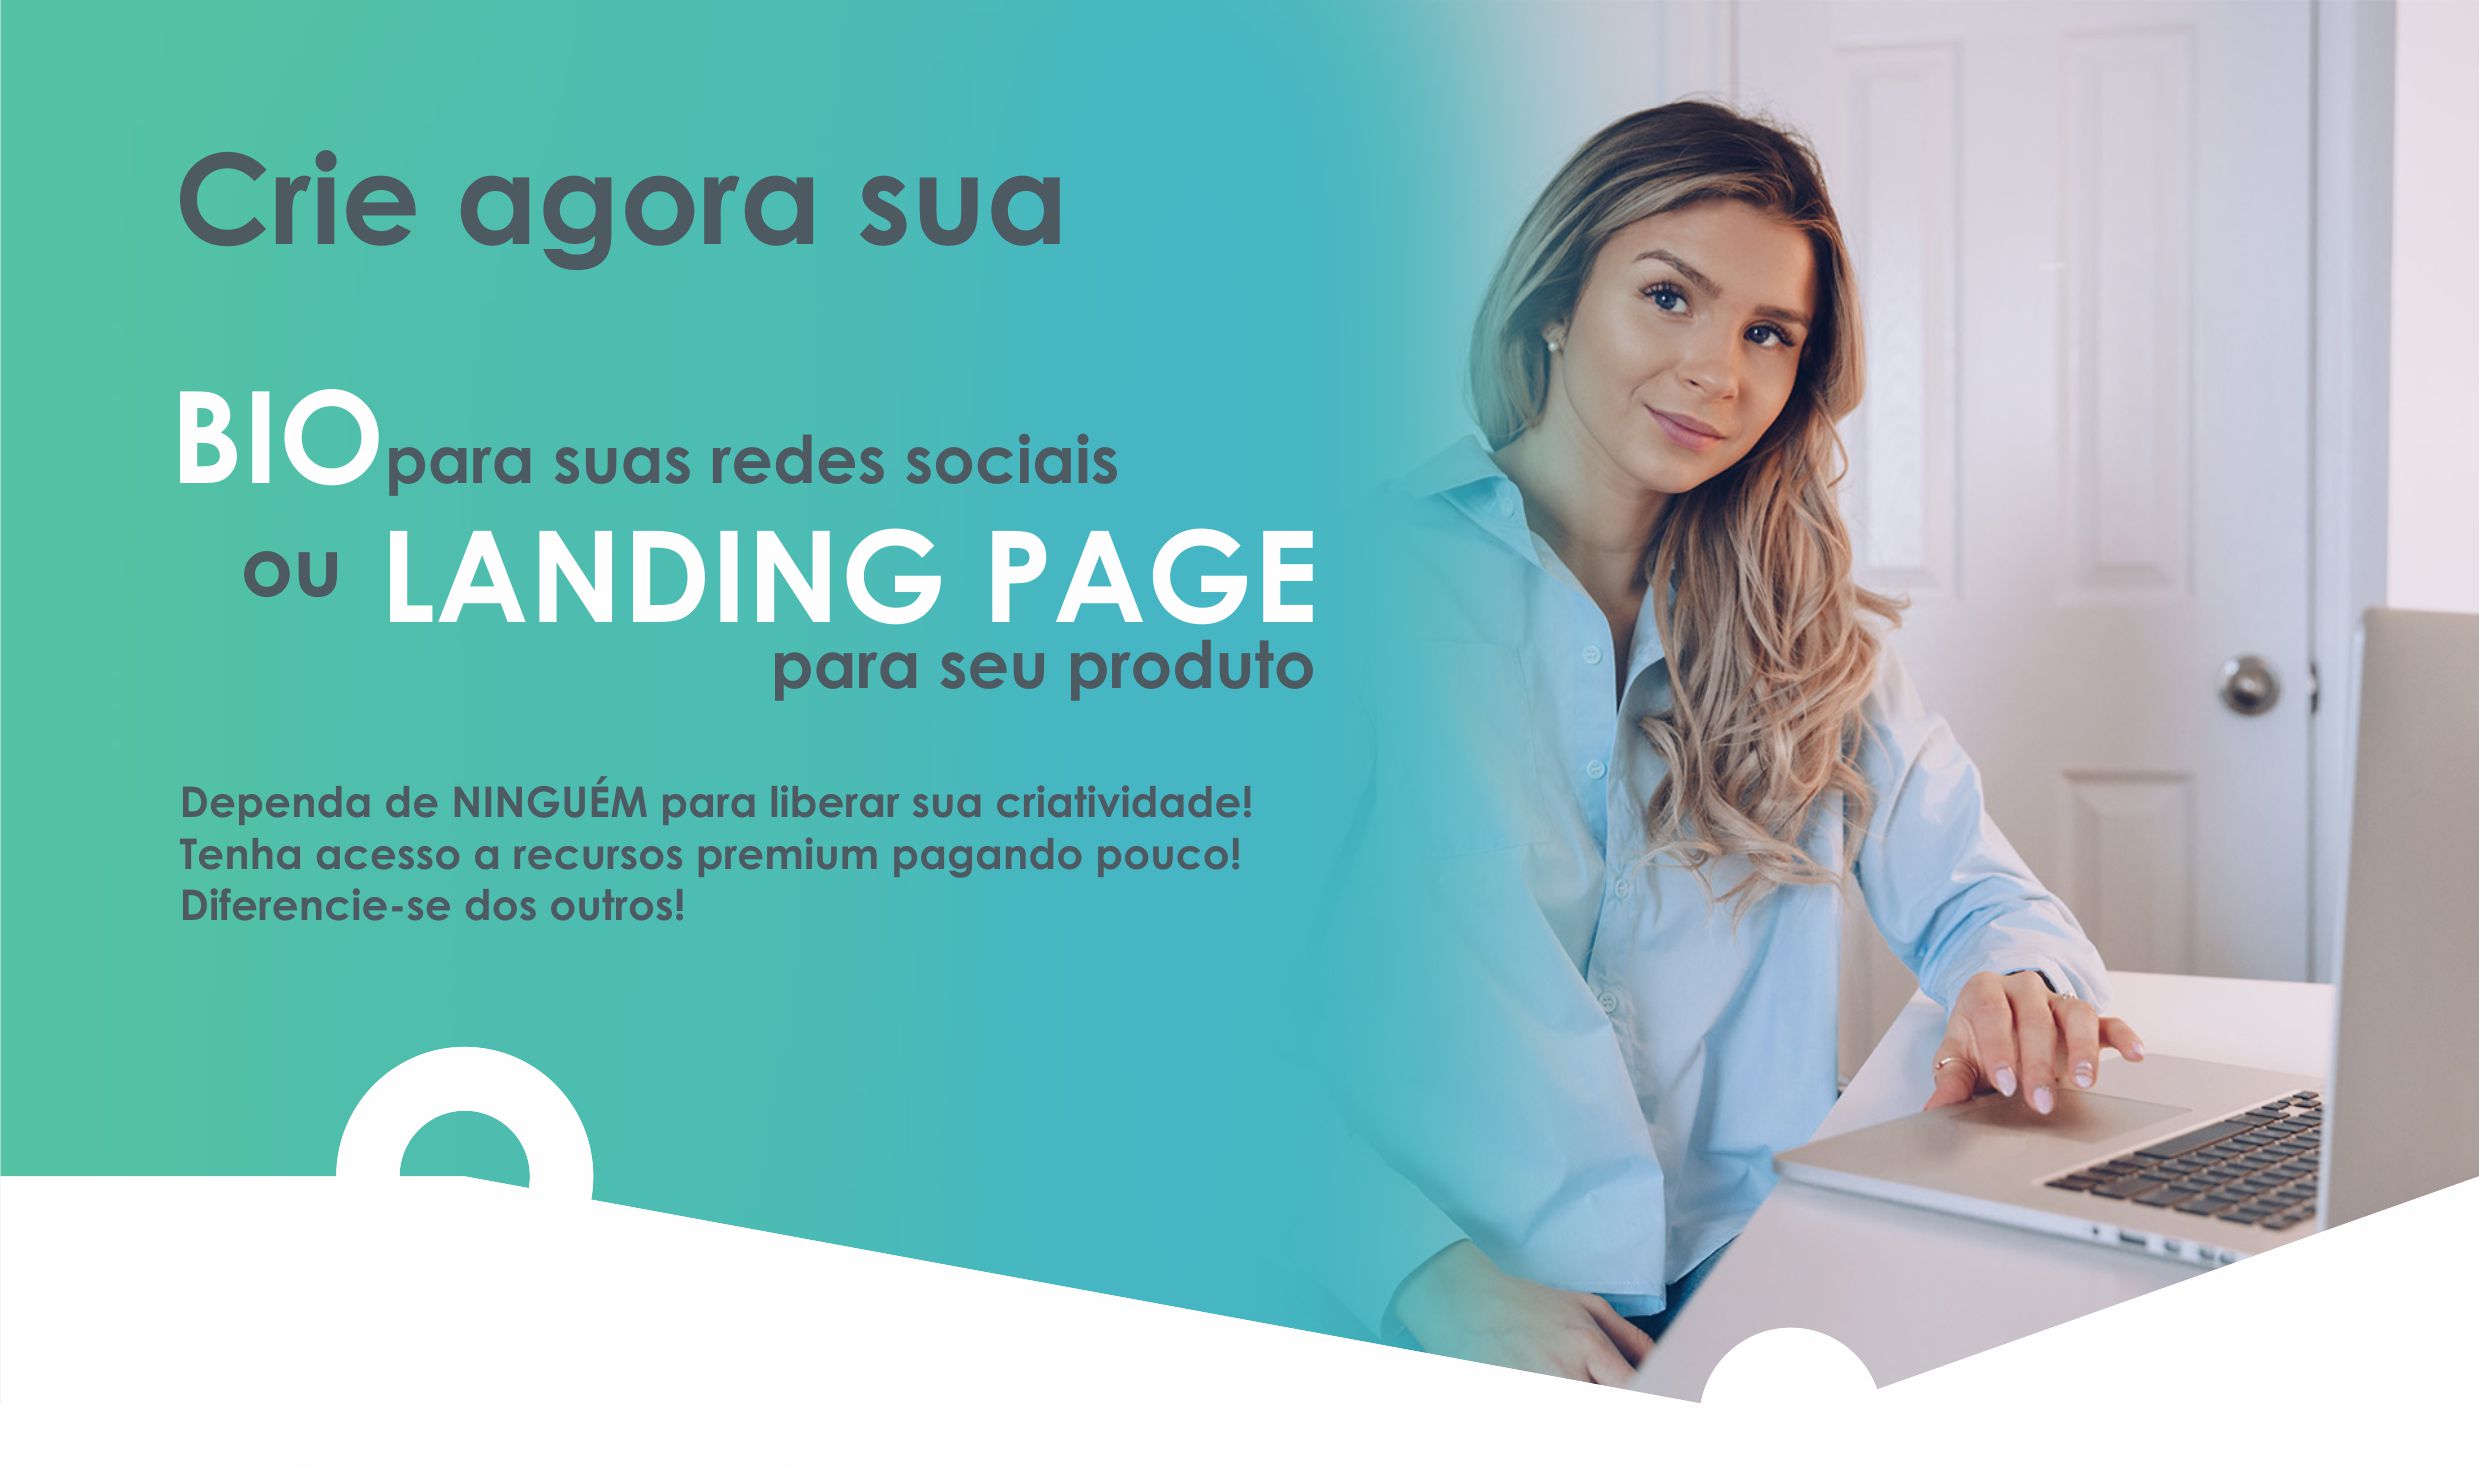 Crie agora sua
BIO para suas redes sociais
ou LANDING PAGE
para seu produto
Dependa de NINGUÉM para liberar sua criatividade!
Tenha acesso a recursos premium pagando pouco!
Diferencie-se dos outros!